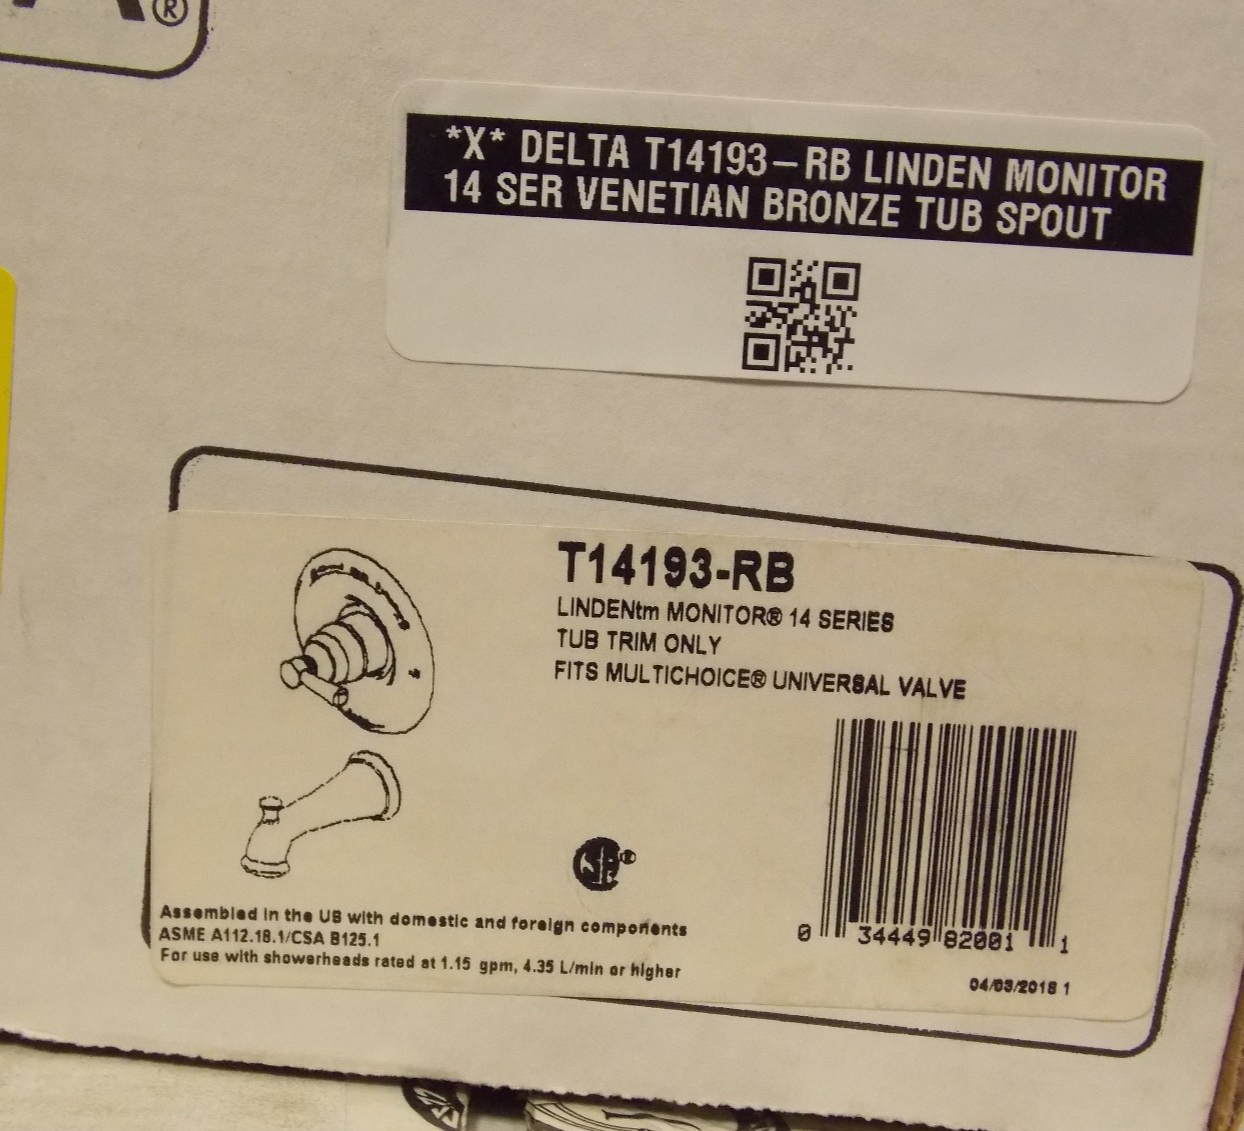 ®
*X* DELTA T14193-RB LINDEN MONITOR
14 SER VENETIAN BRONZE TUB SPOUT
T14193-RB
LINDENtm MONITOR® 14 SERIES
TUB TRIM ONLY
FITS MULTICHOICE® UNIVERSAL VALVE
Assembled in the US with domestic and foreign components
ASME A112.18.1/CSA B125.1
For use with showerheads rated at 1.15 gpm, 4.35 L/min or higher
0 34449 82001 1
04/03/2018 1